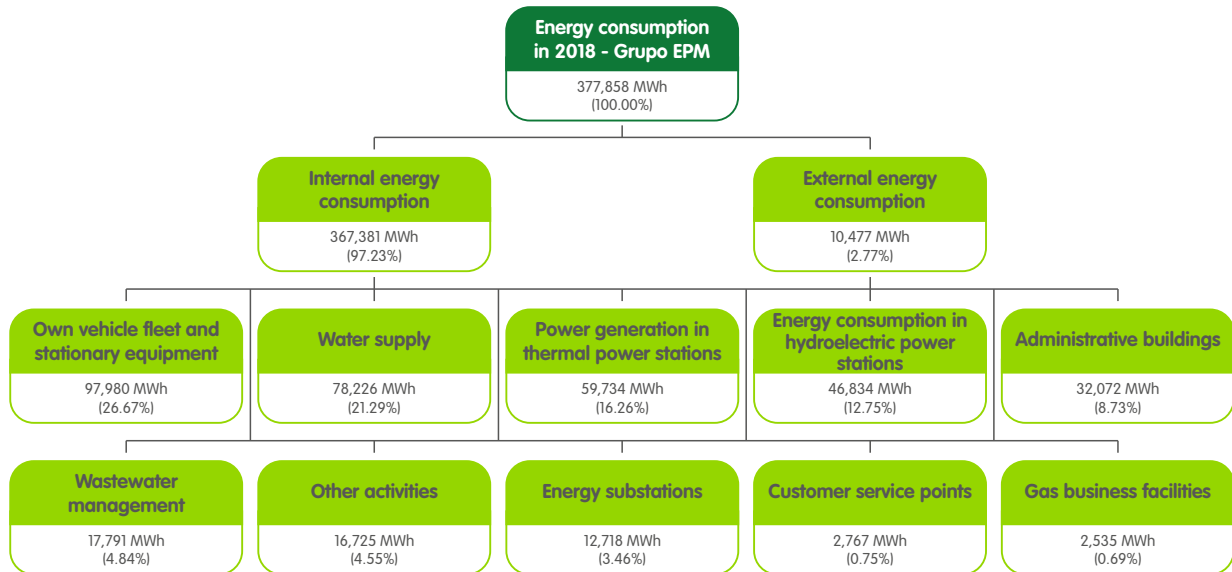 Energy consumption
in 2018 - Grupo EPM
377,858 MWh
(100.00%)
Internal energy
consumption
367,381 MWh
(97.23%)
External energy
consumption
10,477 MWh
(2.77%)
Own vehicle fleet and
stationary equipment
97,980 MWh
(26.67%)
Water supply
78,226 MWh
(21.29%)
Power generation in
thermal power stations
59,734 MWh
(16.26%)
Energy consumption in
hydroelectric power
stations
46,834 MWh
(12.75%)
Administrative buildings
32,072 MWh
(8.73%)
Wastewater
management
17,791 MWh
(4.84%)
Other activities
16,725 MWh
(4.55%)
Energy substations
12,718 MWh
(3.46%)
Customer service points
2,767 MWh
(0.75%)
Gas business facilities
2,535 MWh
(0.69%)